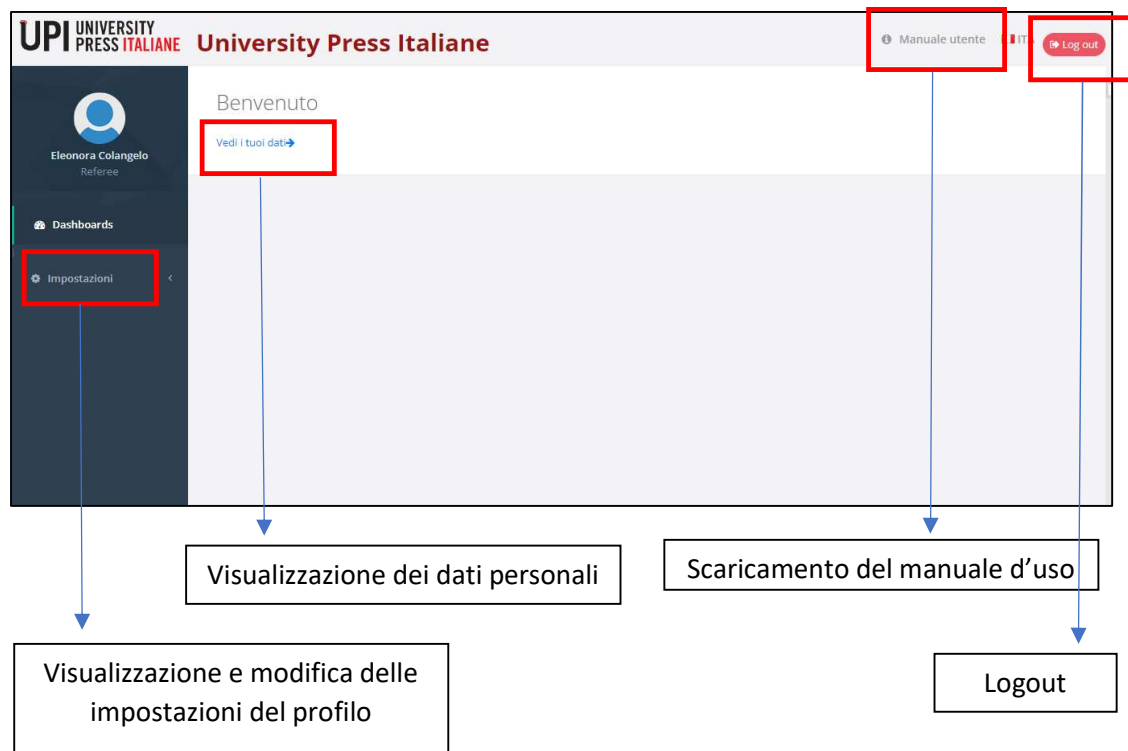 UPI UNIVERSITY
PRESS ITALIANE
University Press Italiane
Manuale utente
ITA
Log out
Benvenuto
Vedi i tuoi dati
Eleonora Colangelo
Referee
Dashboards
Impostazioni
Visualizzazione dei dati personali
Scaricamento del manuale d’uso
Visualizzazione e modifica delle
impostazioni del profilo
Logout